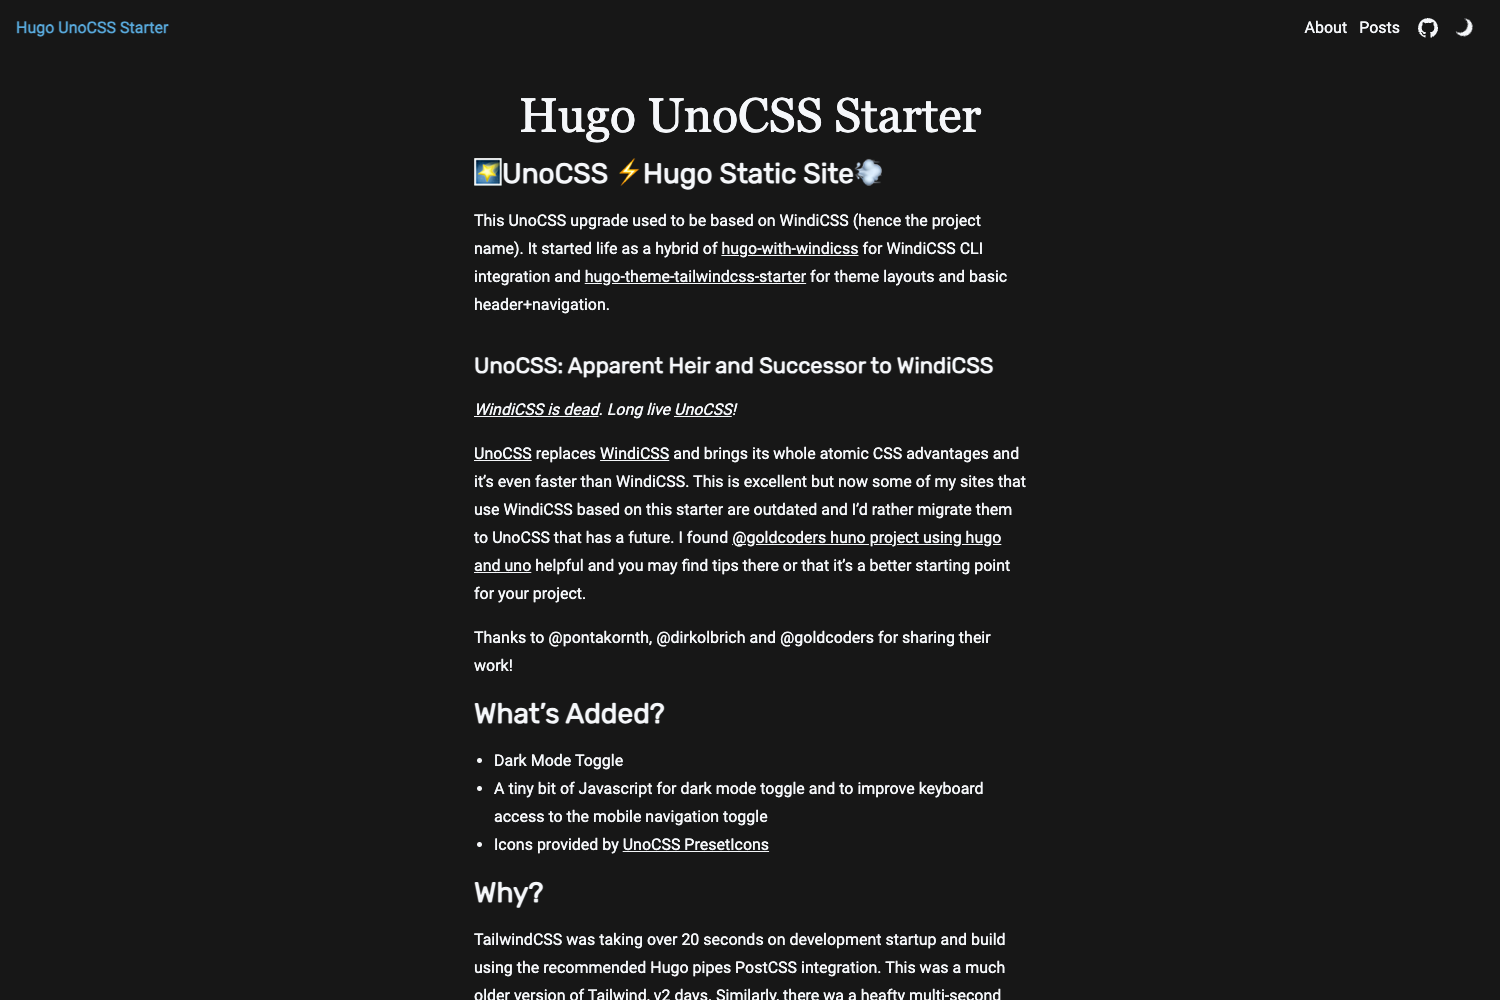 Hugo UnoCSS Starter
About Posts
Hugo UnoCSS Starter
🌠UnoCSS ⚡Hugo Static Site💨
This UnoCSS upgrade used to be based on WindiCSS (hence the project
name). It started life as a hybrid of hugo-with-windicss for WindiCSS CLI
integration and hugo-theme-tailwindcss-starter for theme layouts and basic
header+navigation.
UnoCSS: Apparent Heir and Successor to WindiCSS
WindiCSS is dead. Long live UnoCSS!
UnoCSS replaces WindiCSS and brings its whole atomic CSS advantages and
it’s even faster than WindiCSS. This is excellent but now some of my sites that
use WindiCSS based on this starter are outdated and I’d rather migrate them
to UnoCSS that has a future. I found @goldcoders huno project using hugo
and uno helpful and you may find tips there or that it’s a better starting point
for your project.
Thanks to @pontakornth, @dirkolbrich and @goldcoders for sharing their
work!
What’s Added?
• Dark Mode Toggle
• A tiny bit of Javascript for dark mode toggle and to improve keyboard
access to the mobile navigation toggle
• Icons provided by UnoCSS PresetIcons
Why?
TailwindCSS was taking over 20 seconds on development startup and build
using the recommended Hugo pipes PostCSS integration. This was a much
older version of Tailwind, v2 days. Similarly, there wa a heafty multi-second